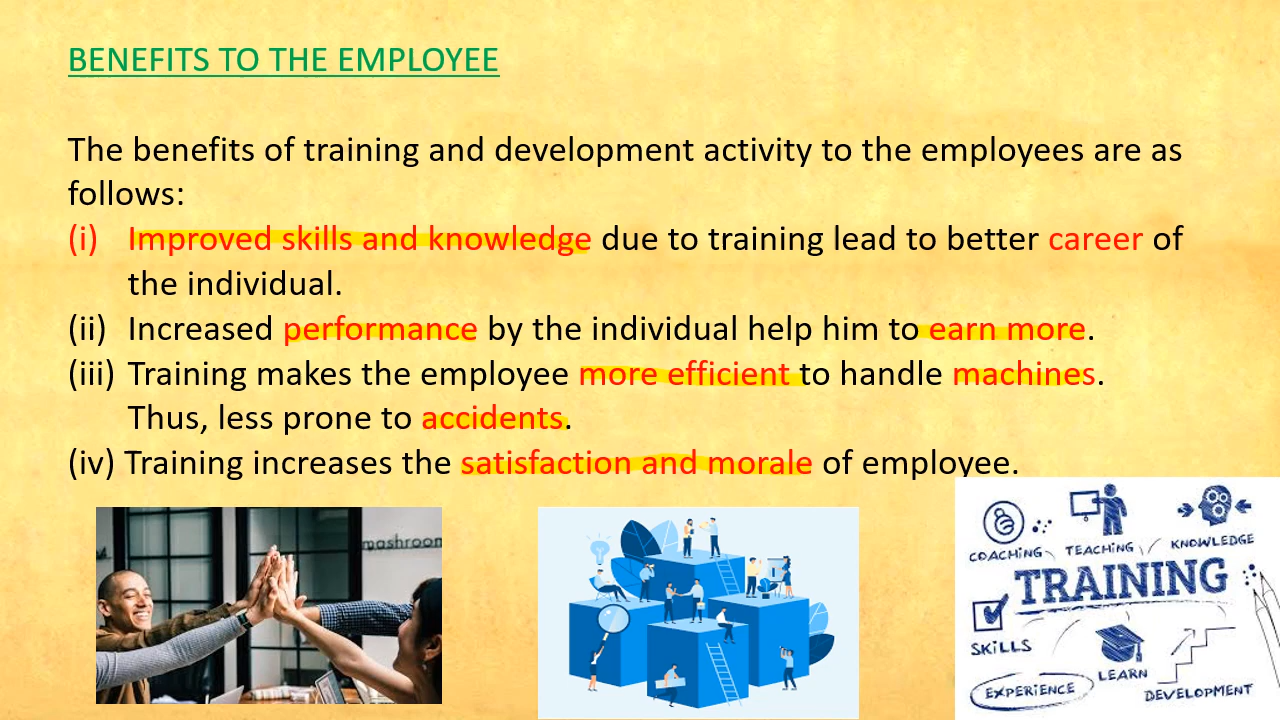 BENEFITS TO THE EMPLOYEE
The benefits of training and development activity to the employees are as
follows:
(i) Improved skills and knowledge due to training lead to better career of
the individual.
(ii) Increased performance by the individual help him to earn more.
(iii) Training makes the employee more efficient to handle machines.
Thus, less prone to accidents.
(iv) Training increases the satisfaction and morale of employee.
mashroom
COACHING
TEACHING
KNOWLEDGE
TRAINING
SKILLS
LEARN
EXPERIENCE
DEVELOPMENT